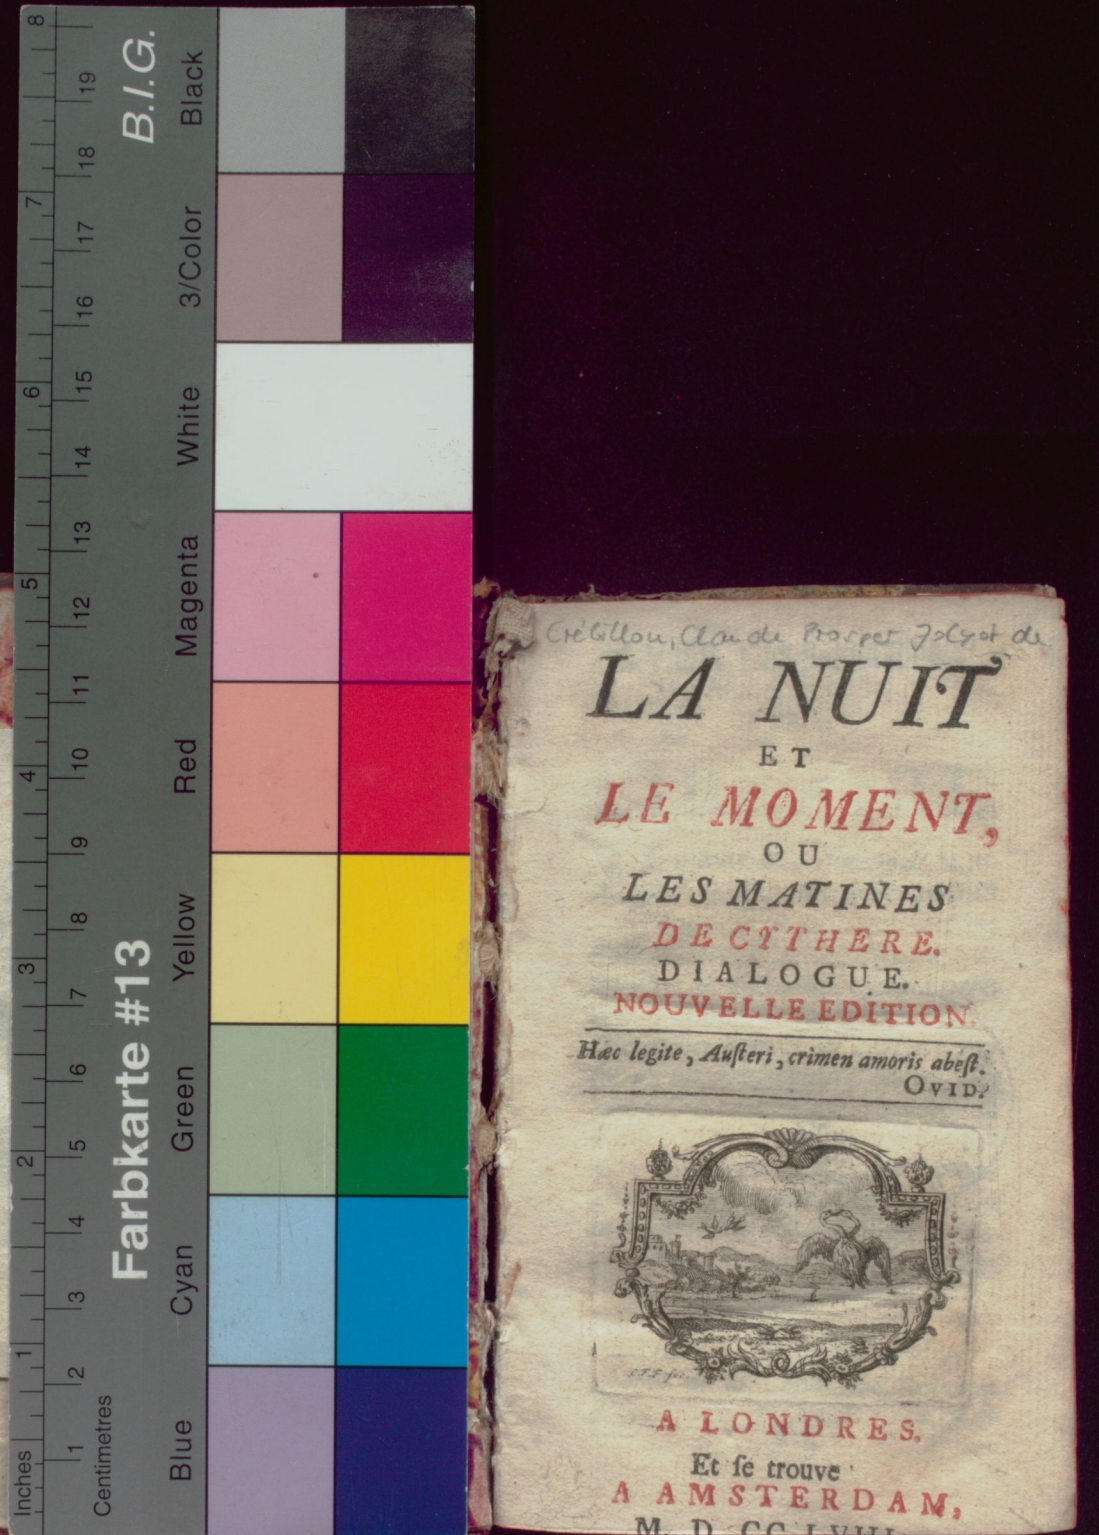 B.I.G.
Farbkarte #13
Black
3/Color
White
Magenta
Red
Yellow
Green
Cyan
Blue
8
7
6
5
4
3
2
1
Inches
19
18
17
16
15
14
13
12
11
10
9
8
7
6
5
4
3
2
1
Centimetres
Crébillon, Claude Prosper Jolyot de
LA NUIT
ET
LE MOMENT,
OU
LES MATINES
DE CYTHERE.
DIALOGUE.
NOUVELLE EDITION.
Hæc legite, Auſteri, crimen amoris abeſt.
OVID.
A LONDRES.
Et ſe trouve
A AMSTERDAM,
M. D. CC. LVIII.